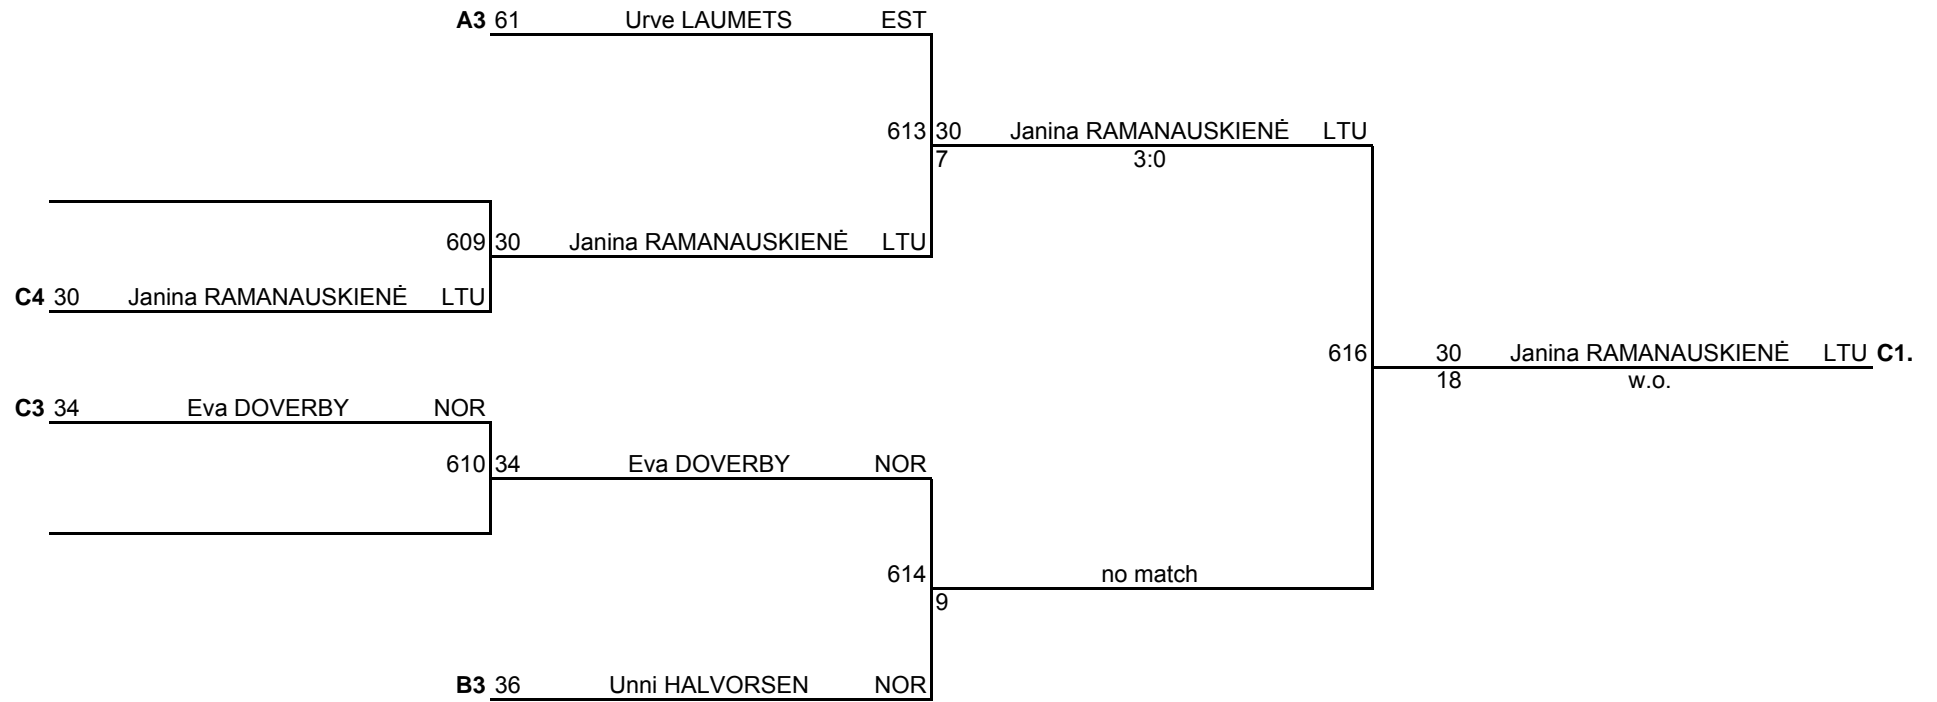 A3 61 Urve LAUMETS EST
613 30 Janina RAMANAUSKIENĖ LTU
7 3:0
609 30 Janina RAMANAUSKIENĖ LTU
C4 30 Janina RAMANAUSKIENĖ LTU
616 30 Janina RAMANAUSKIENĖ LTU C1.
18 w.o.
C3 34 Eva DOVERBY NOR
610 34 Eva DOVERBY NOR
614 no match
9
B3 36 Unni HALVORSEN NOR